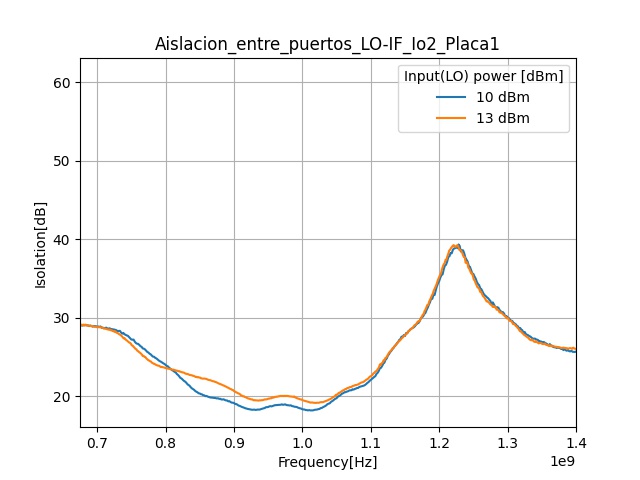 Aislacion_entre_puertos_LO-IF_Io2_Placa1
Input(LO) power [dBm]
10 dBm
13 dBm
Isolation[dB]
60
50
40
30
20
0.7 0.8 0.9 1.0 1.1 1.2 1.3 1.4
1e9
Frequency[Hz]